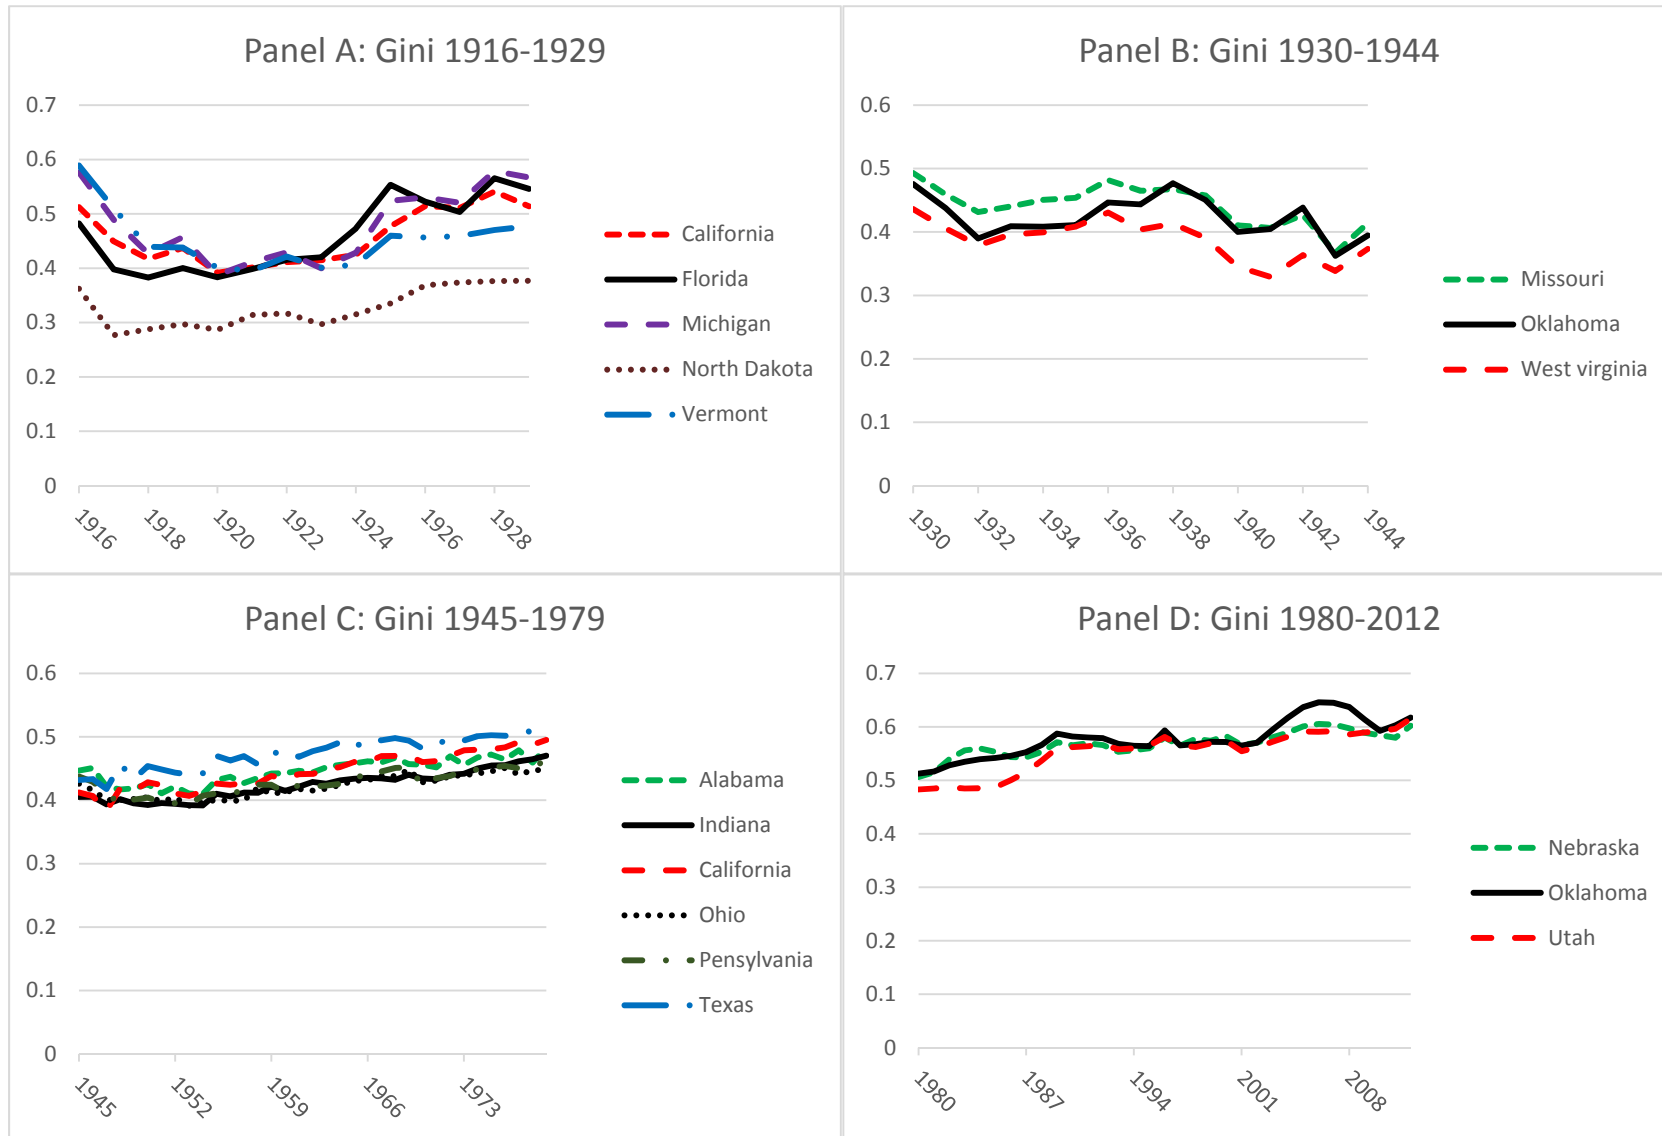 Panel A: Gini 1916-1929
0.7
0.6
0.5
0.4
0.3
0.2
0.1
0
1916
1918
1920
1922
1924
1926
1928
California
Florida
Michigan
North Dakota
Vermont
Panel B: Gini 1930-1944
0.6
0.5
0.4
0.3
0.2
0.1
0
1930
1932
1934
1936
1938
1940
1942
1944
Missouri
Oklahoma
West virginia
Panel C: Gini 1945-1979
0.6
0.5
0.4
0.3
0.2
0.1
0
1945
1952
1959
1966
1973
Alabama
Indiana
California
Ohio
Pensylvania
Texas
Panel D: Gini 1980-2012
0.7
0.6
0.5
0.4
0.3
0.2
0.1
0
1980
1987
1994
2001
2008
Nebraska
Oklahoma
Utah